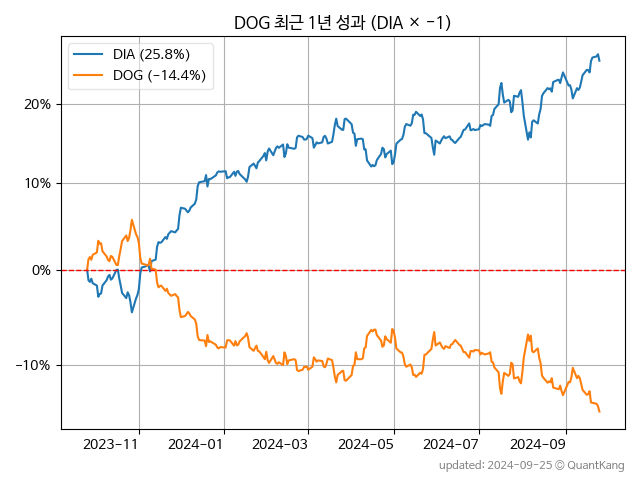 DOG 최근 1년 성과 (DIA × −1)
DIA (25.8%)
DOG (−14.4%)
20%
10%
0%
−10%
2023−11
2024−01
2024−03
2024−05
2024−07
2024−09
updated: 2024−09−25 © QuantKang